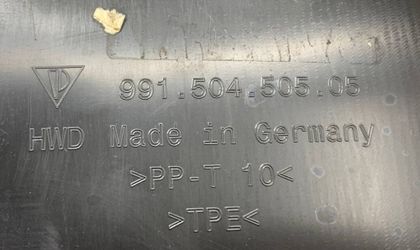 991.504.505.05
HWD Made in Germany
>PP-T 10<
>TPE<